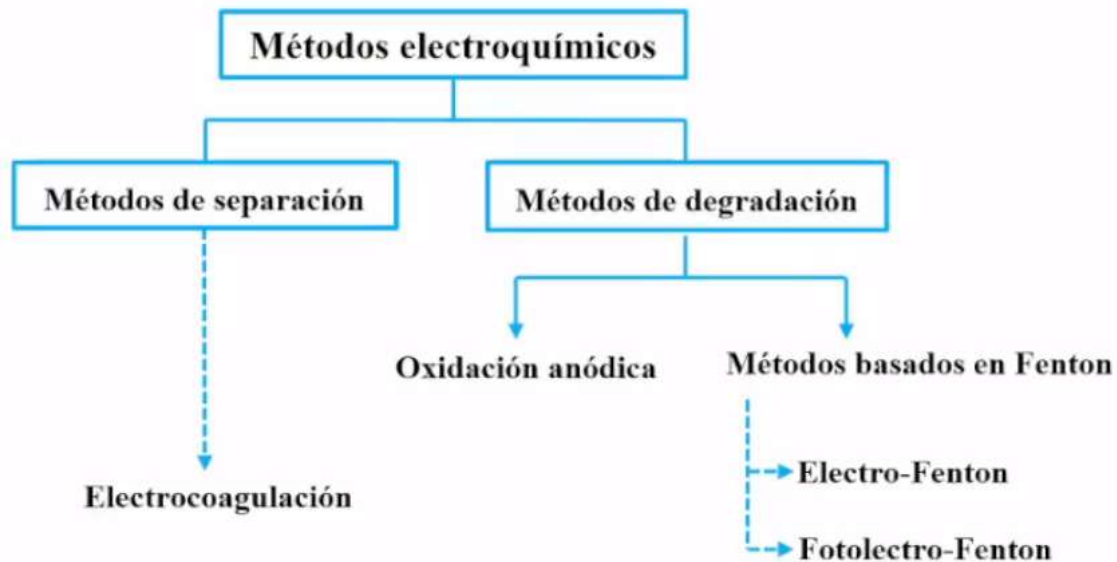 Métodos electroquímicos
Métodos de separación
Métodos de degradación
Oxidación anódica
Métodos basados en Fenton
Electrocoagulación
Electro-Fenton
Fotolectro-Fenton